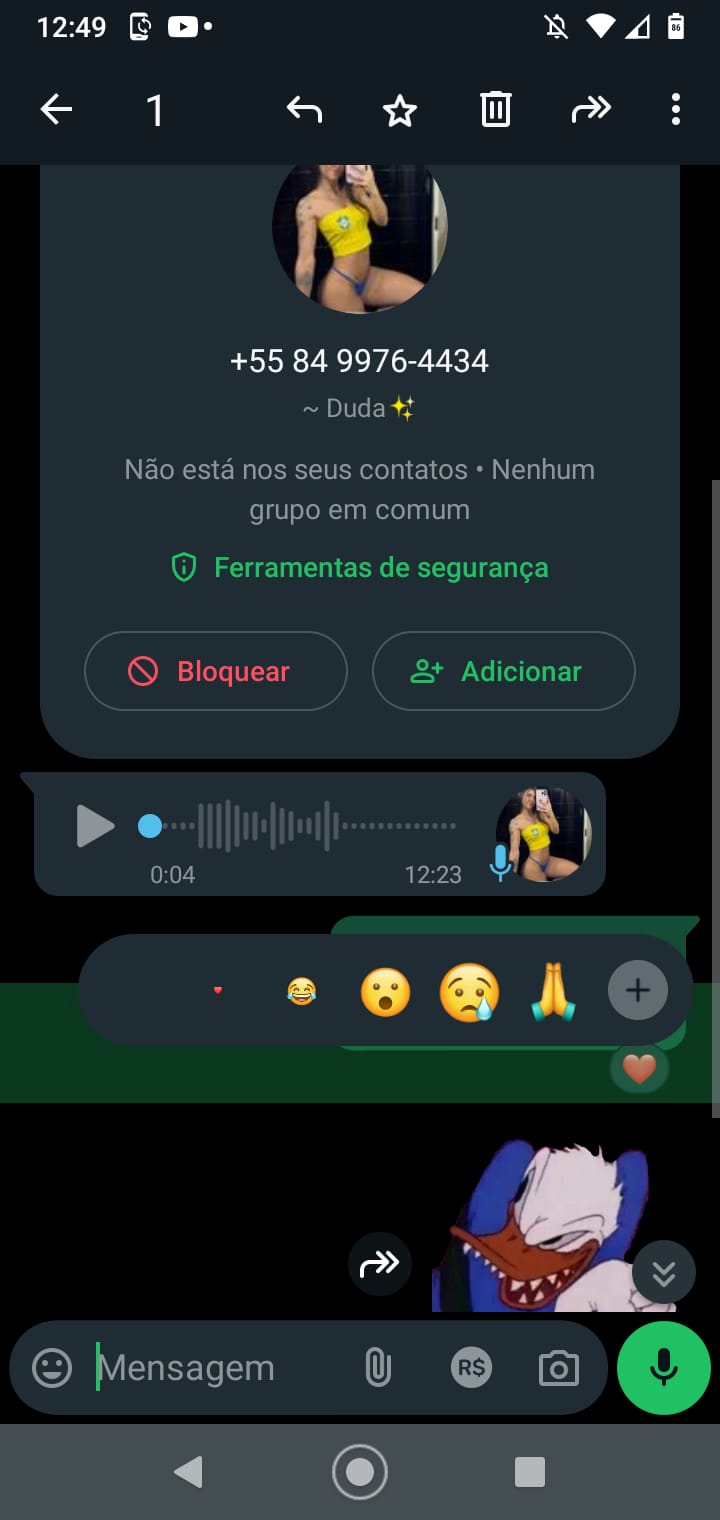 12:49
86
1
+55 84 9976-4434
~ Duda✨
Não está nos seus contatos • Nenhum
grupo em comum
Ferramentas de segurança
Bloquear
Adicionar
0:04
12:23
Mensagem
R$